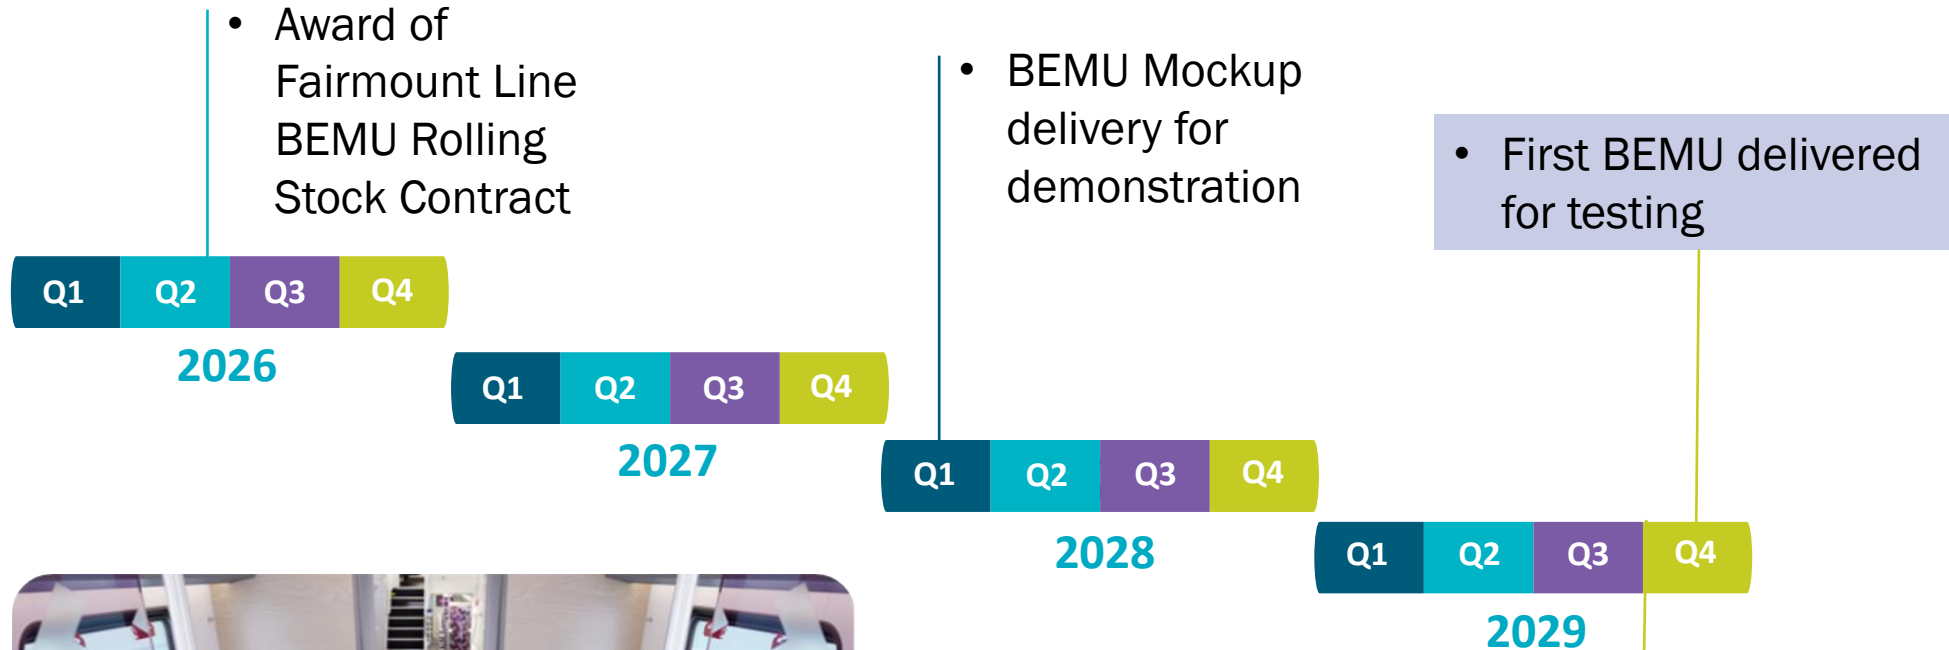 • Award of
Fairmount Line
BEMU Rolling
Stock Contract
• BEMU Mockup
delivery for
demonstration
• First BEMU delivered
for testing
Q1 Q2 Q3 Q4
2026
Q1 Q2 Q3 Q4
2027
Q1 Q2 Q3 Q4
2028
Q1 Q2 Q3 Q4
2029